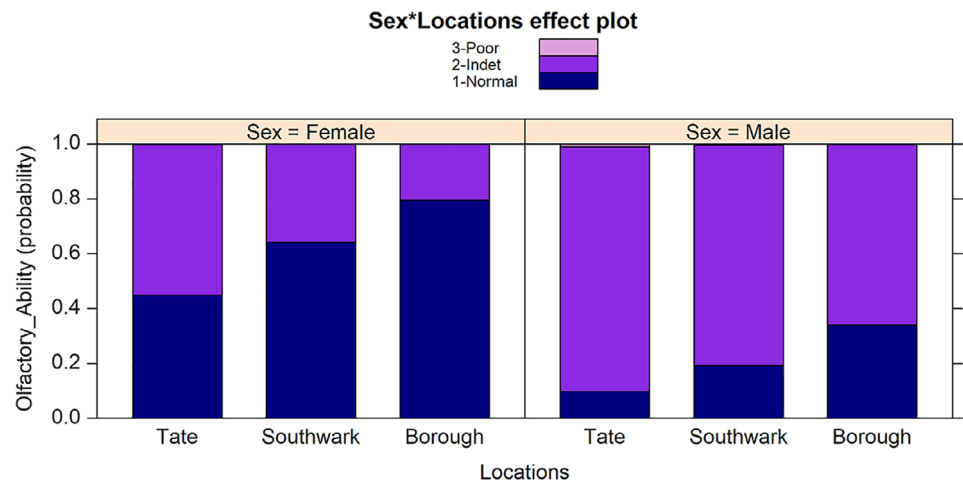 Sex*Locations effect plot
3-Poor
2-Indet
1-Normal
Sex = Female
Sex = Male
Olfactory_Ability (probability)
1.0
0.8
0.6
0.4
0.2
0.0
Tate Southwark Borough Tate Southwark Borough
Locations